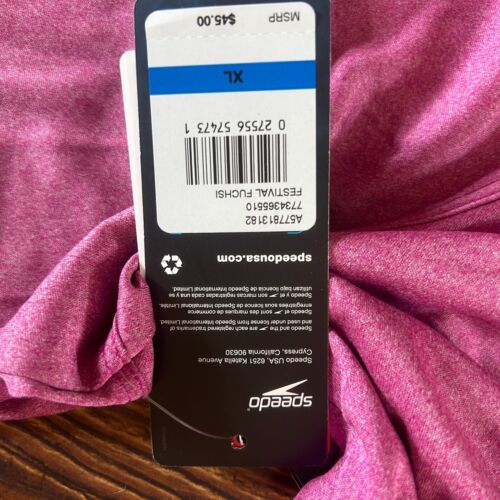 speedo®
Speedo USA, 6251 Katella Avenue
Cypress, California 90630
Speedo and the are each registered trademarks of
and used under license from Speedo International Limited.
Speedo et sont des marques de commerce
enregistrées sous licence de Speedo International Limitée.
Speedo y et son marcas registradas cada una y se
utilizan bajo licencia de Speedo International Limited.
speedousa.com
A577813182
7734365510
FESTIVAL FUCHSI
0 27556 57473 1
XL
MSRP $45.00